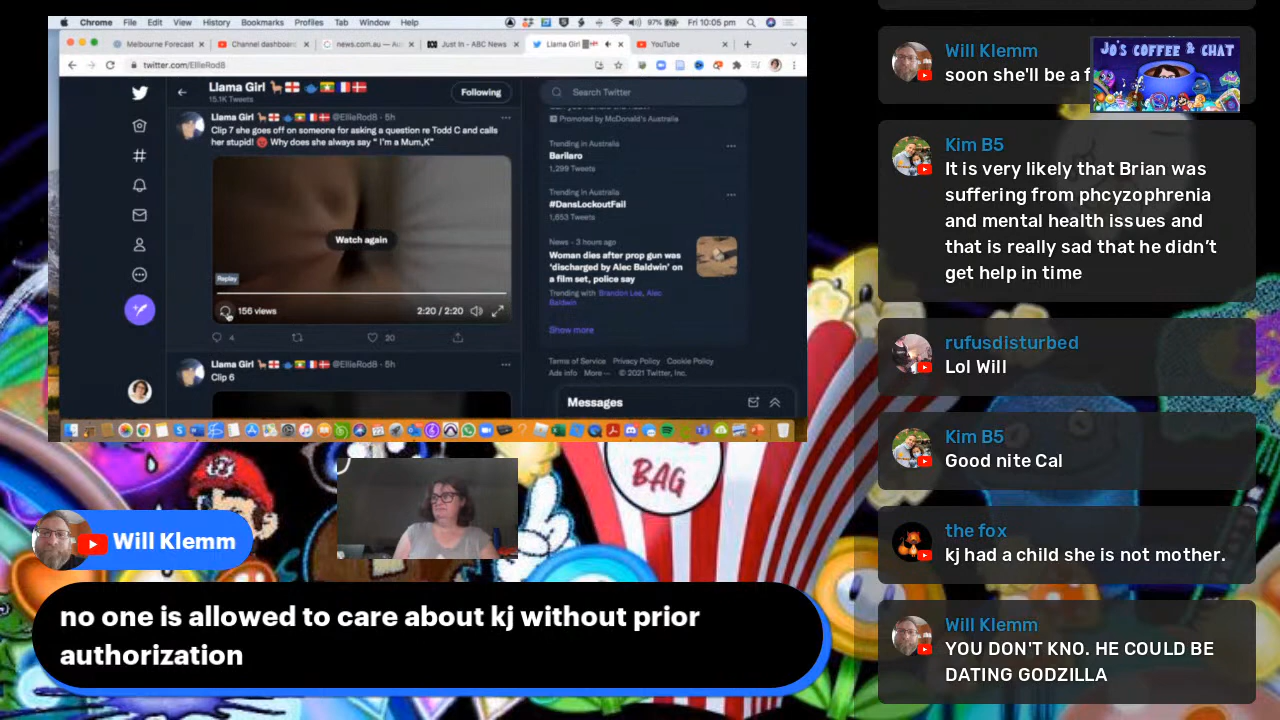 Chrome File Edit View History Bookmarks Profiles Tab Window Help
97% Fri 10:05 pm
Melbourne Forecast
Channel dashboard
news.com.au — Au
Just In - ABC News
Llama Girl
YouTube
twitter.com/EllieRod8
Llama Girl
15.1K Tweets
Following
Llama Girl @EllieRod8 · 5h
Clip 7 she goes off on someone for asking a question re Todd C and calls
her stupid! Why does she always say " I'm a Mum,K"
Watch again
Replay
156 views
2:20 / 2:20
4
20
Llama Girl @EllieRod8 · 5h
Clip 6
Search Twitter
Promoted by McDonald's Australia
Trending in Australia
Barilaro
1,299 Tweets
Trending in Australia
#DansLockoutFail
1,653 Tweets
News · 3 hours ago
Woman dies after prop gun was
'discharged by Alec Baldwin' on
a film set, police say
Trending with Brandon Lee, Alec
Baldwin
Show more
Terms of Service Privacy Policy Cookie Policy
Ads info More © 2021 Twitter, Inc.
Messages
BAG
Will Klemm
no one is allowed to care about kj without prior
authorization
Will Klemm
soon she'll be a f
JO'S COFFEE & CHAT
Kim B5
It is very likely that Brian was
suffering from phcyzophrenia
and mental health issues and
that is really sad that he didn't
get help in time
rufusdisturbed
Lol Will
Kim B5
Good nite Cal
the fox
kj had a child she is not mother.
Will Klemm
YOU DON'T KNO. HE COULD BE
DATING GODZILLA